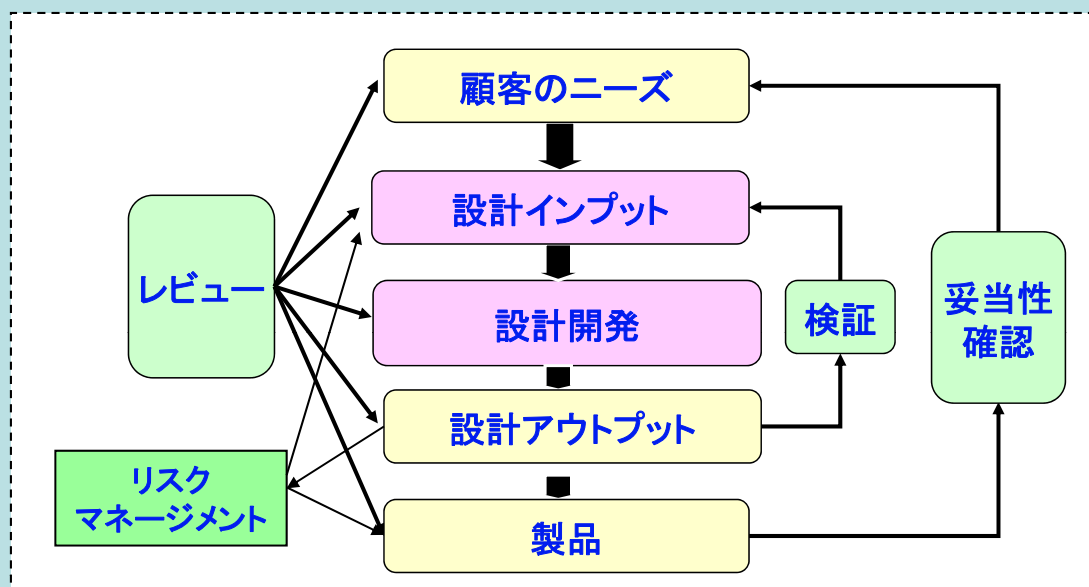 顧客のニーズ
設計インプット
レビュー
設計開発
検証
妥当性
確認
設計アウトプット
リスク
マネージメント
製品